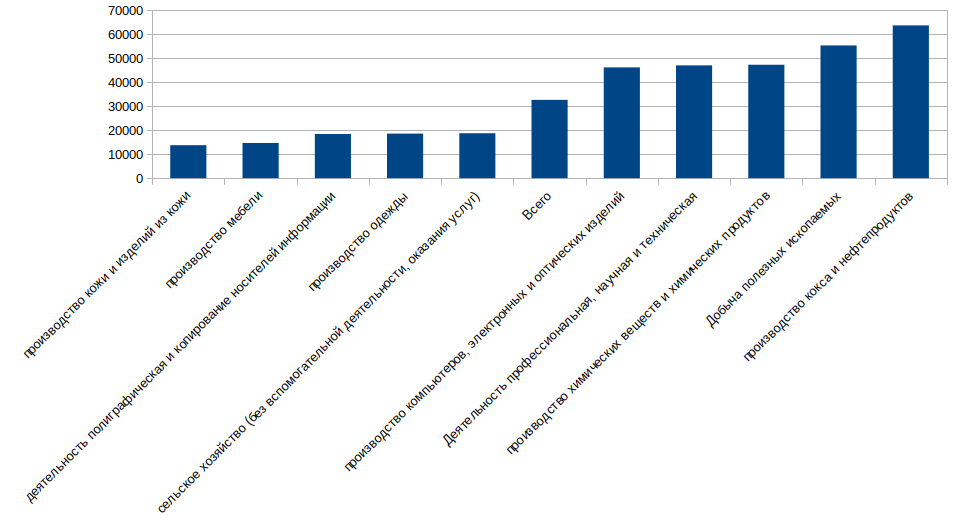 70000
60000
50000
40000
30000
20000
10000
0
производство кожи и изделий из кожи
производство мебели
деятельность полиграфическая и копирование носителей информации
производство одежды
сельское хозяйство (без вспомогательной деятельности, оказания услуг)
Всего
производство компьютеров, электронных и оптических изделий
Деятельность профессиональная, научная и техническая
производство химических веществ и химических продуктов
Добыча полезных ископаемых
производство кокса и нефтепродуктов